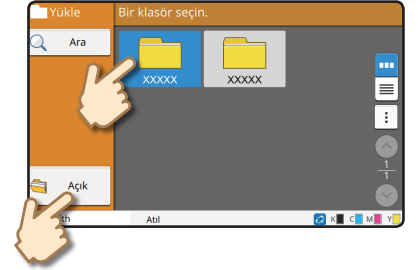 Yükle
Bir klasör seçin.
Ara
XXXXX
XXXXX
1
1
Açık
Atıl
K C M Y